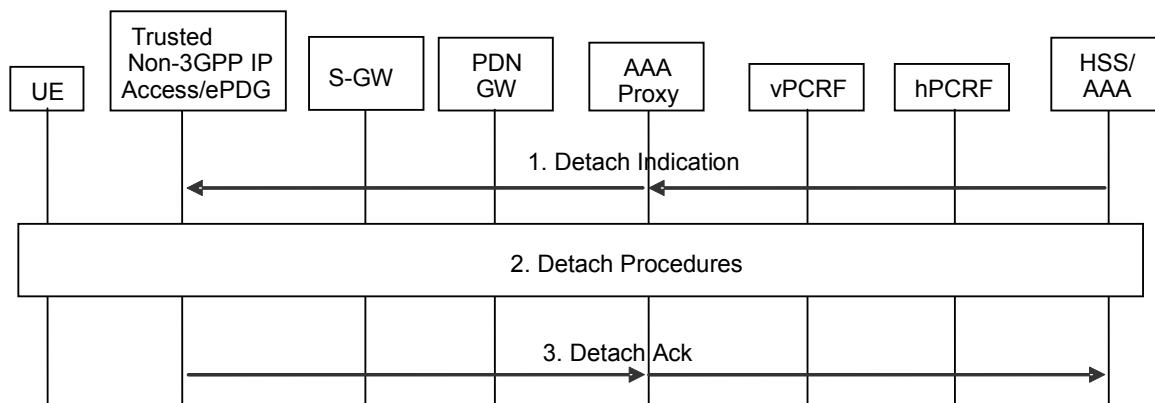 UE
Trusted
Non-3GPP IP
Access/ePDG
S-GW
PDN
GW
AAA
Proxy
vPCRF
hPCRF
HSS/
AAA
1. Detach Indication
2. Detach Procedures
3. Detach Ack